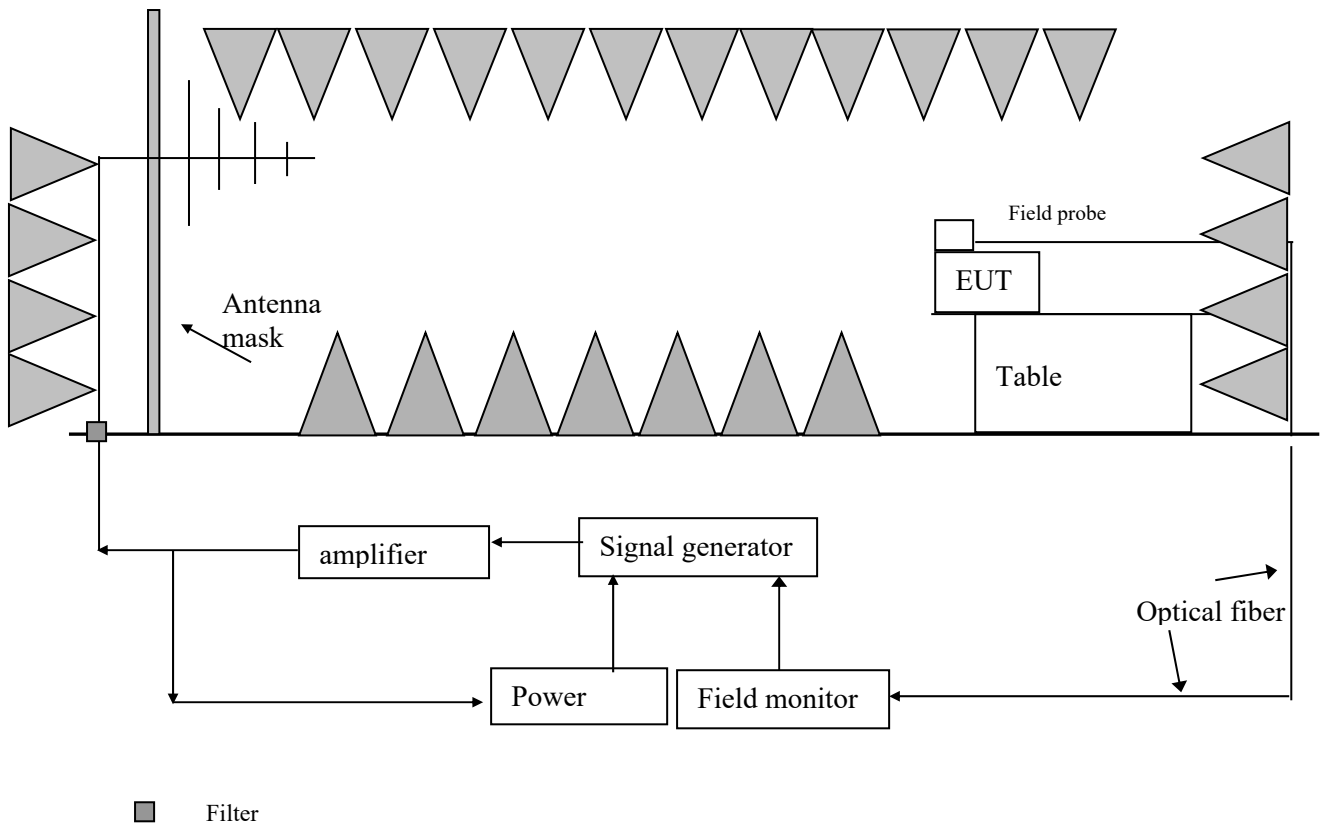 Field probe
EUT
Antenna
mask
Table
Signal generator
amplifier
Optical fiber
Power
Field monitor
Filter